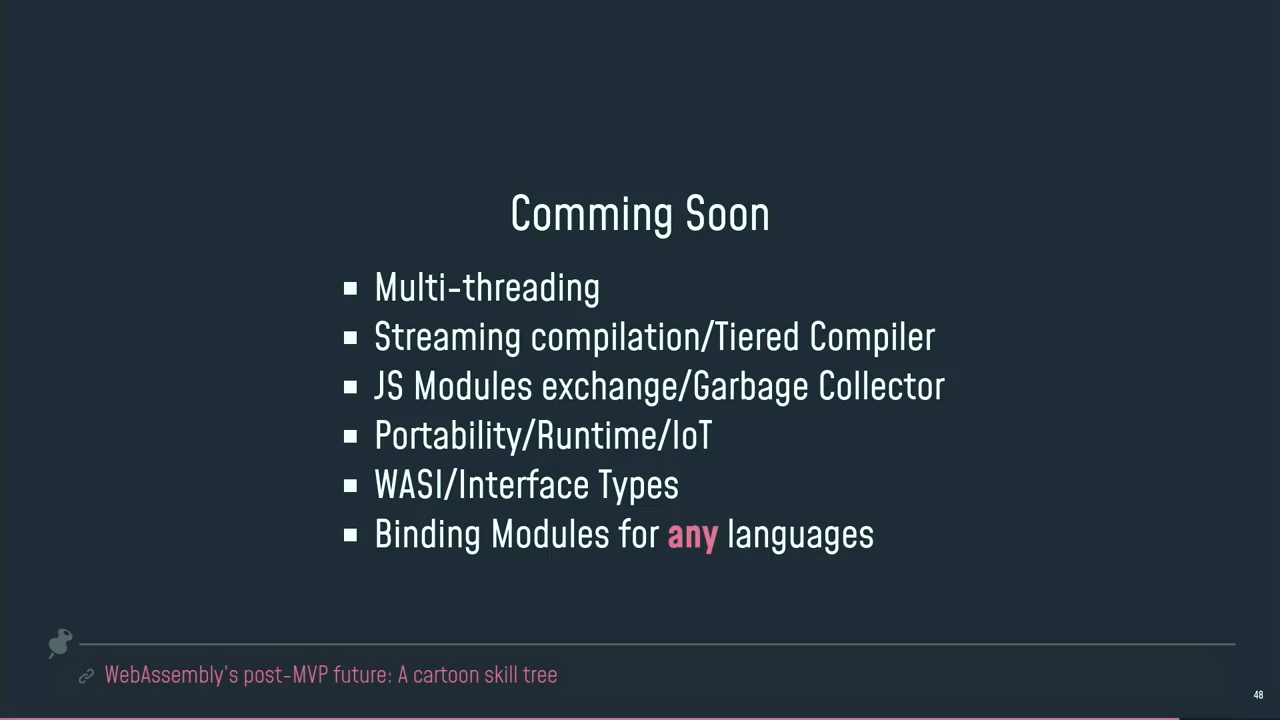 Comming Soon
Multi-threading
Streaming compilation/Tiered Compiler
JS Modules exchange/Garbage Collector
Portability/Runtime/IoT
WASI/Interface Types
Binding Modules for any languages
WebAssembly's post-MVP future: A cartoon skill tree
48